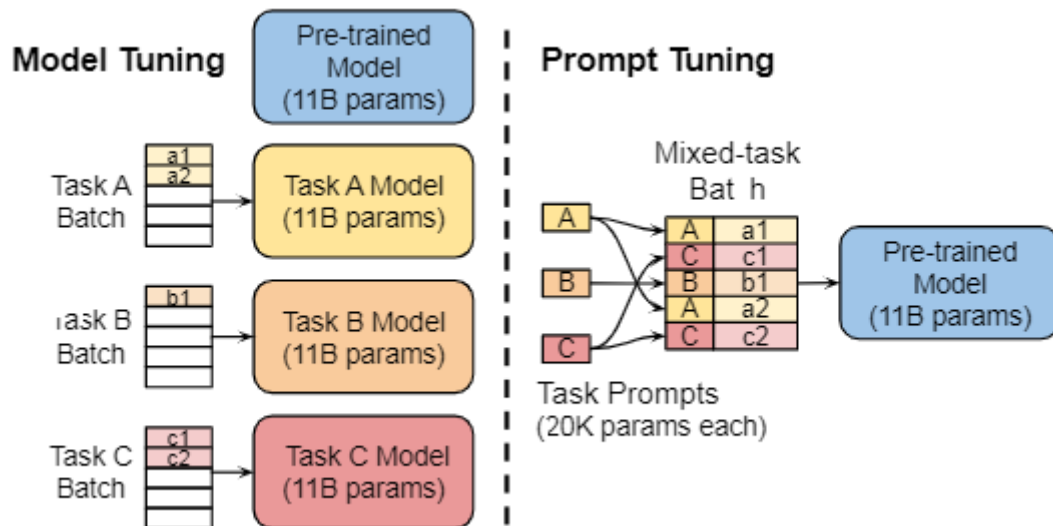 Model Tuning
Pre-trained
Model
(11B params)
a1
a2
Task A
Batch
Task A Model
(11B params)
b1
Task B
Batch
Task B Model
(11B params)
c1
c2
Task C
Batch
Task C Model
(11B params)
Prompt Tuning
Mixed-task
Bat h
A
B
C
A a1
C c1
B b1
A a2
C c2
Task Prompts
(20K params each)
Pre-trained
Model
(11B params)